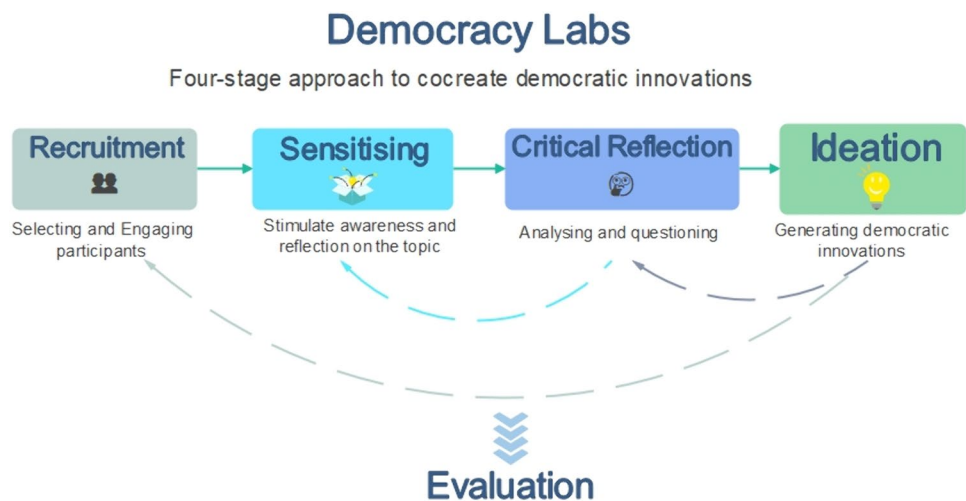 Democracy Labs
Four-stage approach to cocreate democratic innovations
Recruitment
Selecting and Engaging
participants
Sensitising
Stimulate awareness and
reflection on the topic
Critical Reflection
Analysing and questioning
Ideation
Generating democratic
innovations
Evaluation